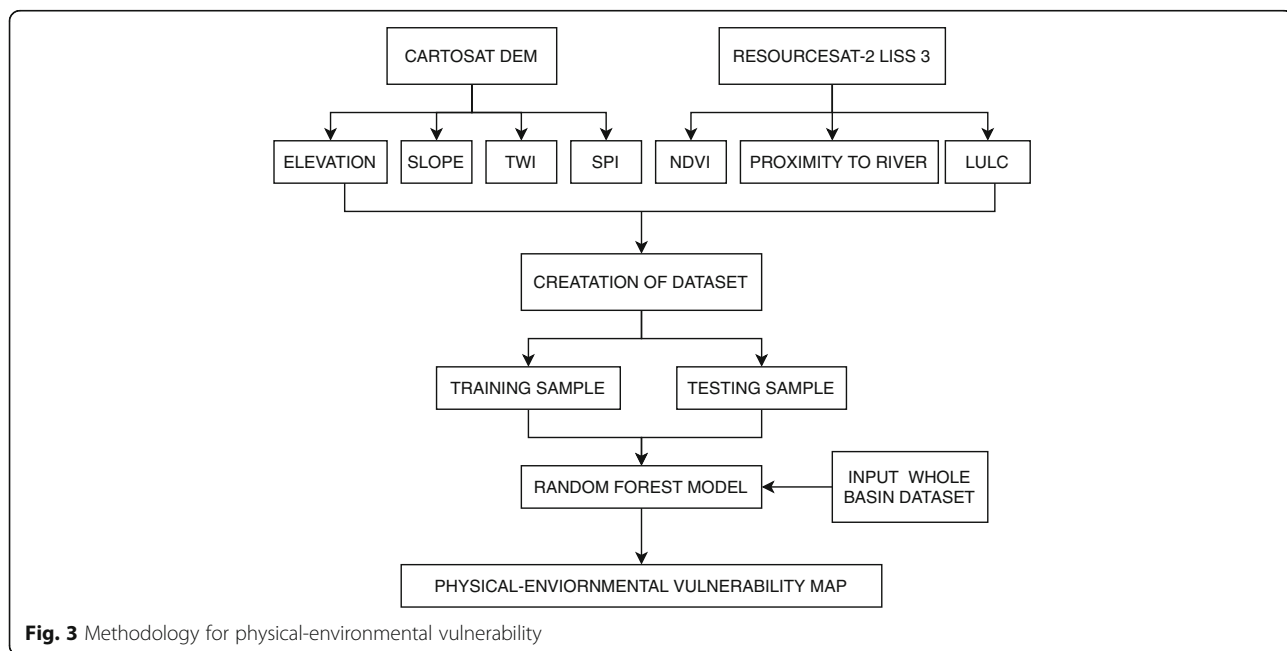 CARTOSAT DEM
RESOURCESAT-2 LISS 3
ELEVATION
SLOPE
TWI
SPI
NDVI
PROXIMITY TO RIVER
LULC
CREATATION OF DATASET
TRAINING SAMPLE
TESTING SAMPLE
RANDOM FOREST MODEL
INPUT WHOLE
BASIN DATASET
PHYSICAL-ENVIORNMENTAL VULNERABILITY MAP
Fig. 3 Methodology for physical-environmental vulnerability